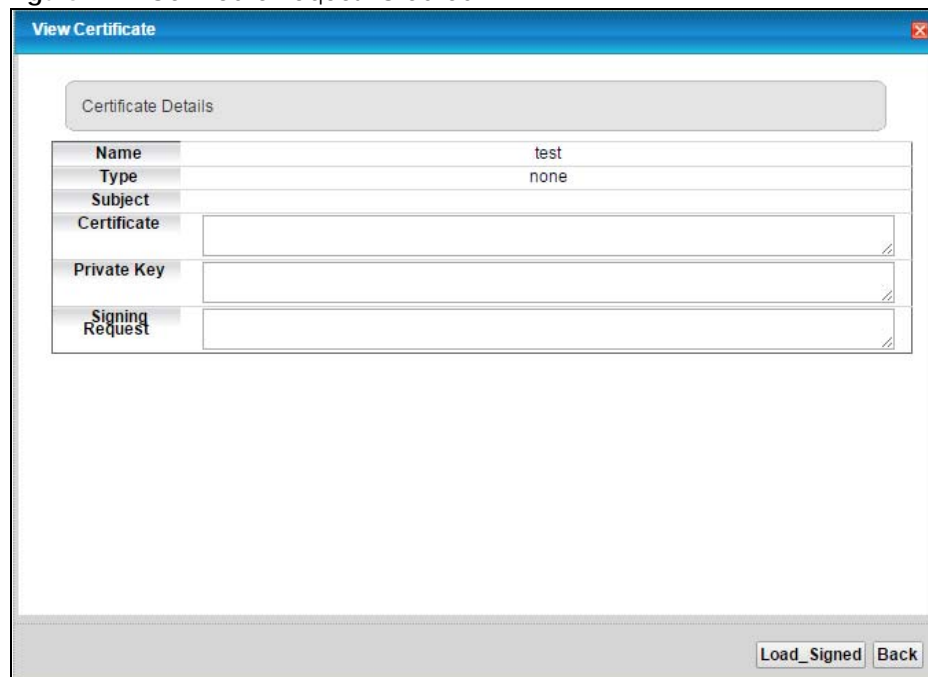 View Certificate
Certificate Details
Name test
Type none
Subject
Certificate
Private Key
Signing
Request
Load_Signed Back